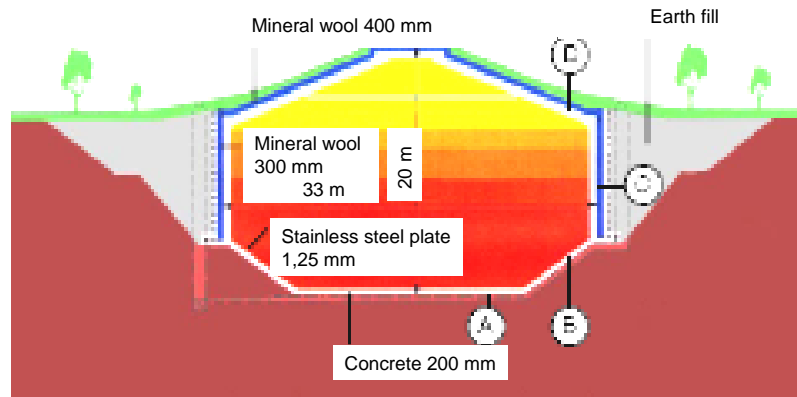 Mineral wool 400 mm
Earth fill
Mineral wool
300 mm
33 m
20 m
Stainless steel plate
1,25 mm
A
B
Concrete 200 mm